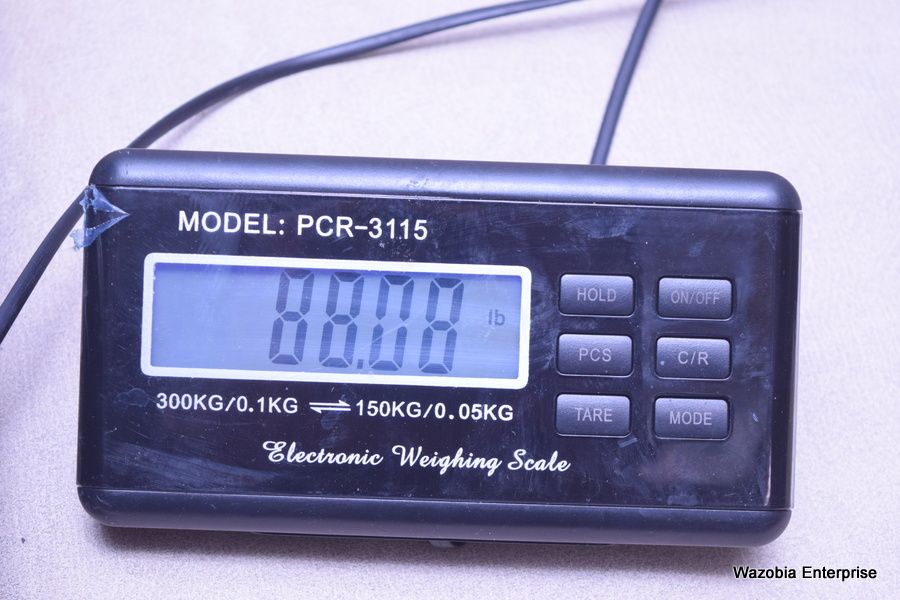 MODEL: PCR-3115
88.08 lb
HOLD ON/OFF
PCS C/R
TARE MODE
300KG/0.1KG ⇌ 150KG/0.05KG
Electronic Weighing Scale
Wazobia Enterprise